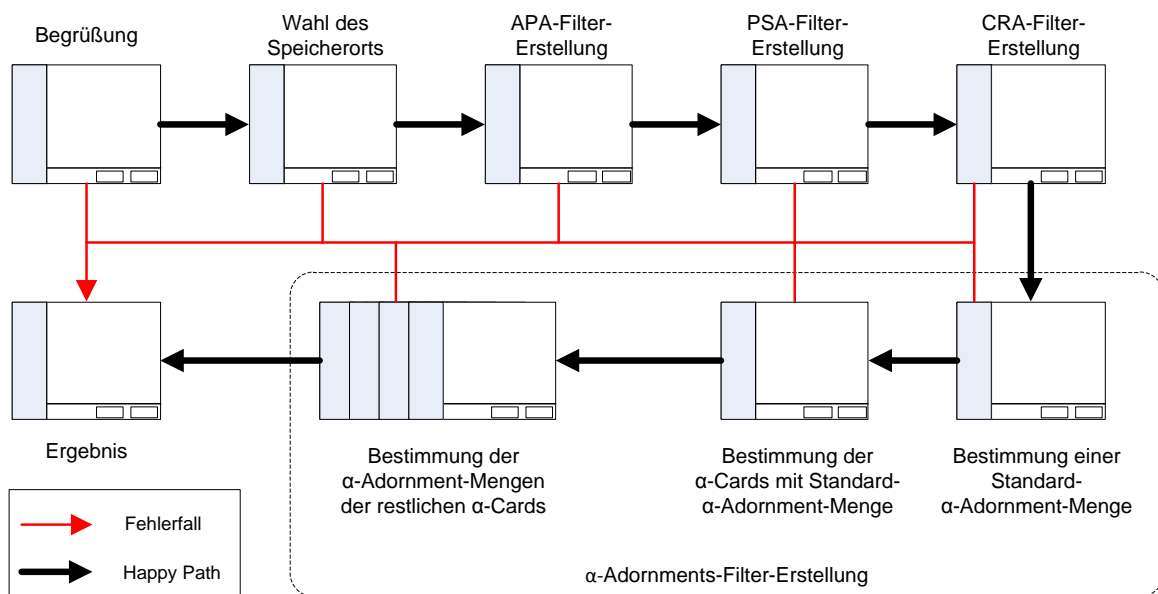 Begrüßung
Wahl des
Speicherorts
APA-Filter-
Erstellung
PSA-Filter-
Erstellung
CRA-Filter-
Erstellung
Ergebnis
Bestimmung der
α-Adornment-Mengen
der restlichen α-Cards
Bestimmung der
α-Cards mit Standard-
α-Adornment-Menge
Bestimmung einer
Standard-
α-Adornment-Menge
Fehlerfall
Happy Path
α-Adornments-Filter-Erstellung